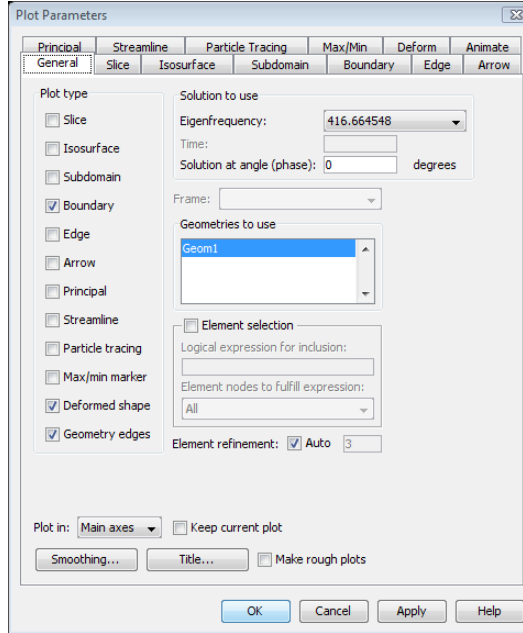 Plot Parameters
Principal Streamline Particle Tracing Max/Min Deform Animate
General Slice Isosurface Subdomain Boundary Edge Arrow
Plot type
Slice
Isosurface
Subdomain
Boundary
Edge
Arrow
Principal
Streamline
Particle tracing
Max/min marker
Deformed shape
Geometry edges
Solution to use
Eigenfrequency: 416.664548
Time:
Solution at angle (phase): 0 degrees
Frame:
Geometries to use
Geom1
Element selection
Logical expression for inclusion:
Element nodes to fulfill expression:
All
Element refinement: Auto 3
Plot in: Main axes Keep current plot
Smoothing... Title... Make rough plots
OK Cancel Apply Help